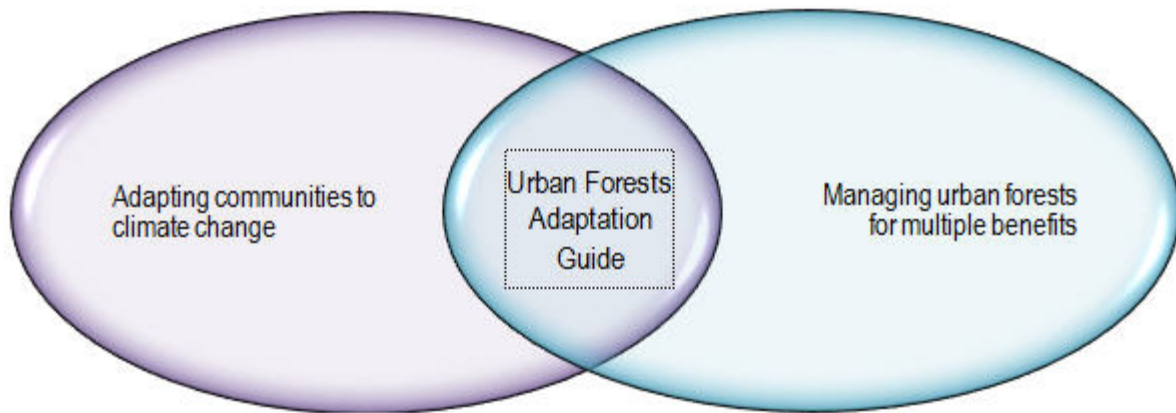 Adapting communities to
climate change
Urban Forests
Adaptation
Guide
Managing urban forests
for multiple benefits